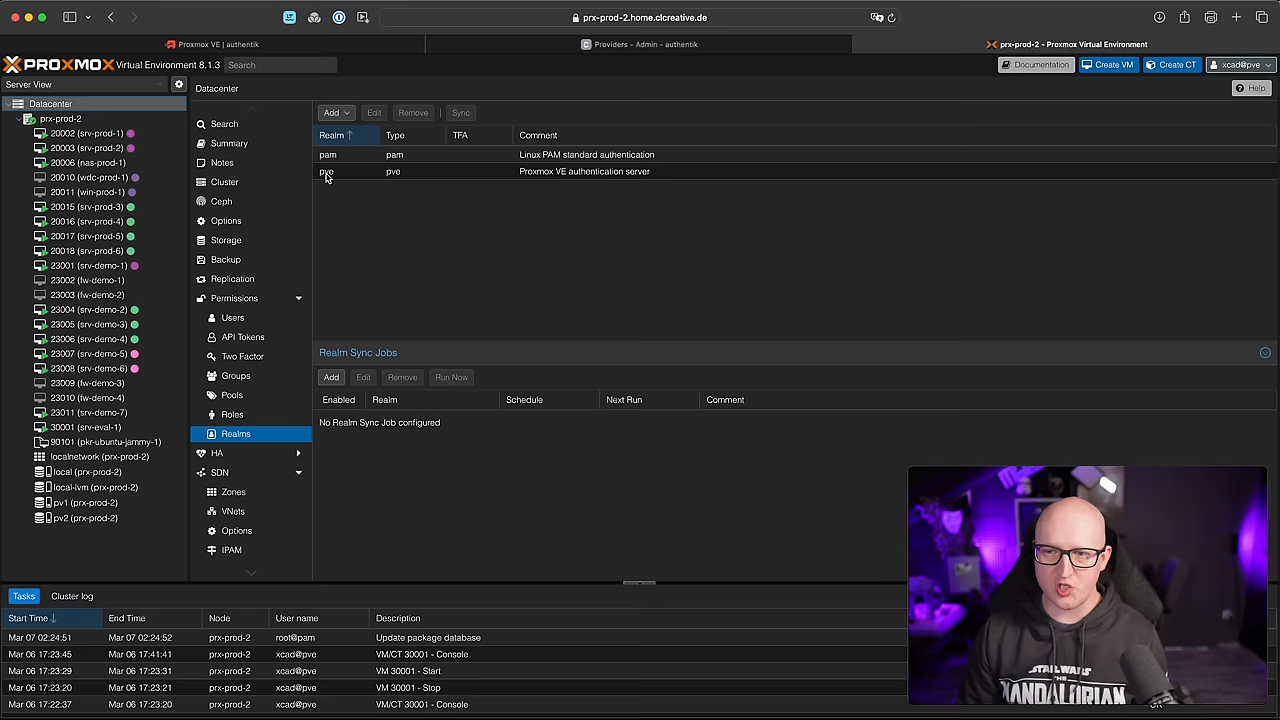 prx-prod-2.home.clcreative.de
Proxmox VE | authentik
Providers - Admin - authentik
prx-prod-2 - Proxmox Virtual Environment
PROXMOX Virtual Environment 8.1.3
Search
Documentation
Create VM
Create CT
xcad@pve
Server View
Datacenter
Help
Datacenter
prx-prod-2
20002 (srv-prod-1)
20003 (srv-prod-2)
20006 (nas-prod-1)
20010 (wdc-prod-1)
20011 (win-prod-1)
20015 (srv-prod-3)
20016 (srv-prod-4)
20017 (srv-prod-5)
20018 (srv-prod-6)
23001 (srv-demo-1)
23002 (fw-demo-1)
23003 (fw-demo-2)
23004 (srv-demo-2)
23005 (srv-demo-3)
23006 (srv-demo-4)
23007 (srv-demo-5)
23008 (srv-demo-6)
23009 (fw-demo-3)
23010 (fw-demo-4)
23011 (srv-demo-7)
30001 (srv-eval-1)
90101 (pkr-ubuntu-jammy-1)
localnetwork (prx-prod-2)
local (prx-prod-2)
local-lvm (prx-prod-2)
pv1 (prx-prod-2)
pv2 (prx-prod-2)
Search
Summary
Notes
Cluster
Ceph
Options
Storage
Backup
Replication
Permissions
Users
API Tokens
Two Factor
Groups
Pools
Roles
Realms
HA
SDN
Zones
VNets
Options
IPAM
Add Edit Remove Sync
Realm Type TFA Comment
pam pam Linux PAM standard authentication
pve pve Proxmox VE authentication server
Realm Sync Jobs
Add Edit Remove Run Now
Enabled Realm Schedule Next Run Comment
No Realm Sync Job configured
Tasks Cluster log
Start Time End Time Node User name Description
Mar 07 02:24:51 Mar 07 02:24:52 prx-prod-2 root@pam Update package database
Mar 06 17:23:45 Mar 06 17:41:41 prx-prod-2 xcad@pve VM/CT 30001 - Console
Mar 06 17:23:29 Mar 06 17:23:31 prx-prod-2 xcad@pve VM 30001 - Start
Mar 06 17:23:20 Mar 06 17:23:21 prx-prod-2 xcad@pve VM 30001 - Stop
Mar 06 17:22:37 Mar 06 17:23:20 prx-prod-2 xcad@pve VM/CT 30001 - Console
STAR WARS
THE
MANDALORIAN